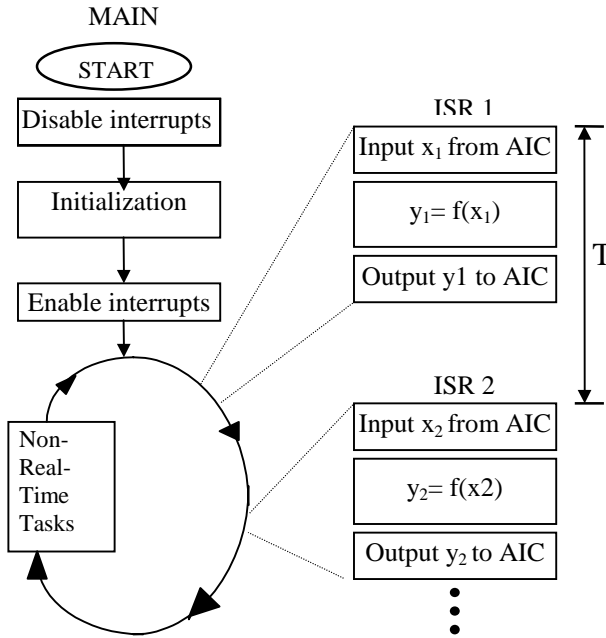 MAIN
START
Disable interrupts
Initialization
Enable interrupts
Non-
Real-
Time
Tasks
ISR 1
Input x₁ from AIC
y₁= f(x₁)
Output y1 to AIC
T
ISR 2
Input x₂ from AIC
y₂= f(x2)
Output y₂ to AIC